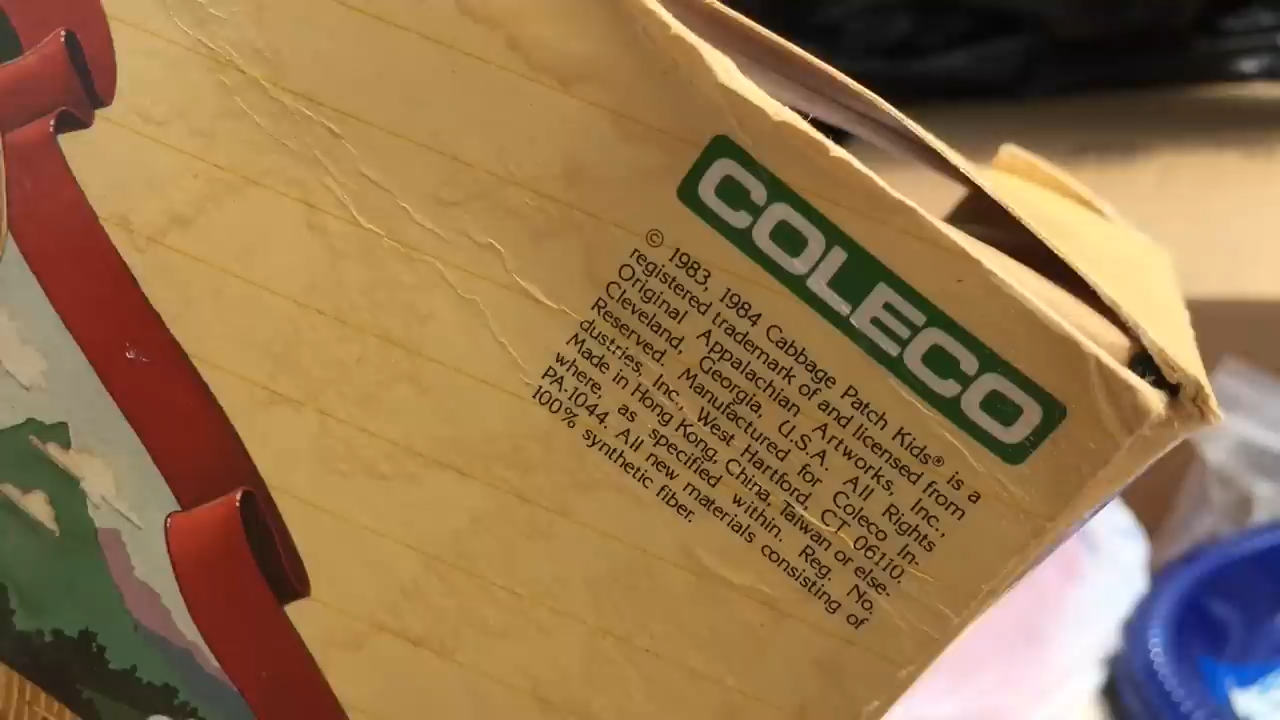 COLECO
© 1983, 1984 Cabbage Patch Kids® is a
registered trademark of and licensed from
Original Appalachian Artworks, Inc.,
Cleveland, Georgia, U.S.A. All Rights
Reserved. Manufactured for Coleco In-
dustries, Inc., West Hartford, CT 06110.
Made in Hong Kong, China, Taiwan or else-
where, as specified within. Reg. No.
PA-1044. All new materials consisting of
100% synthetic fiber.